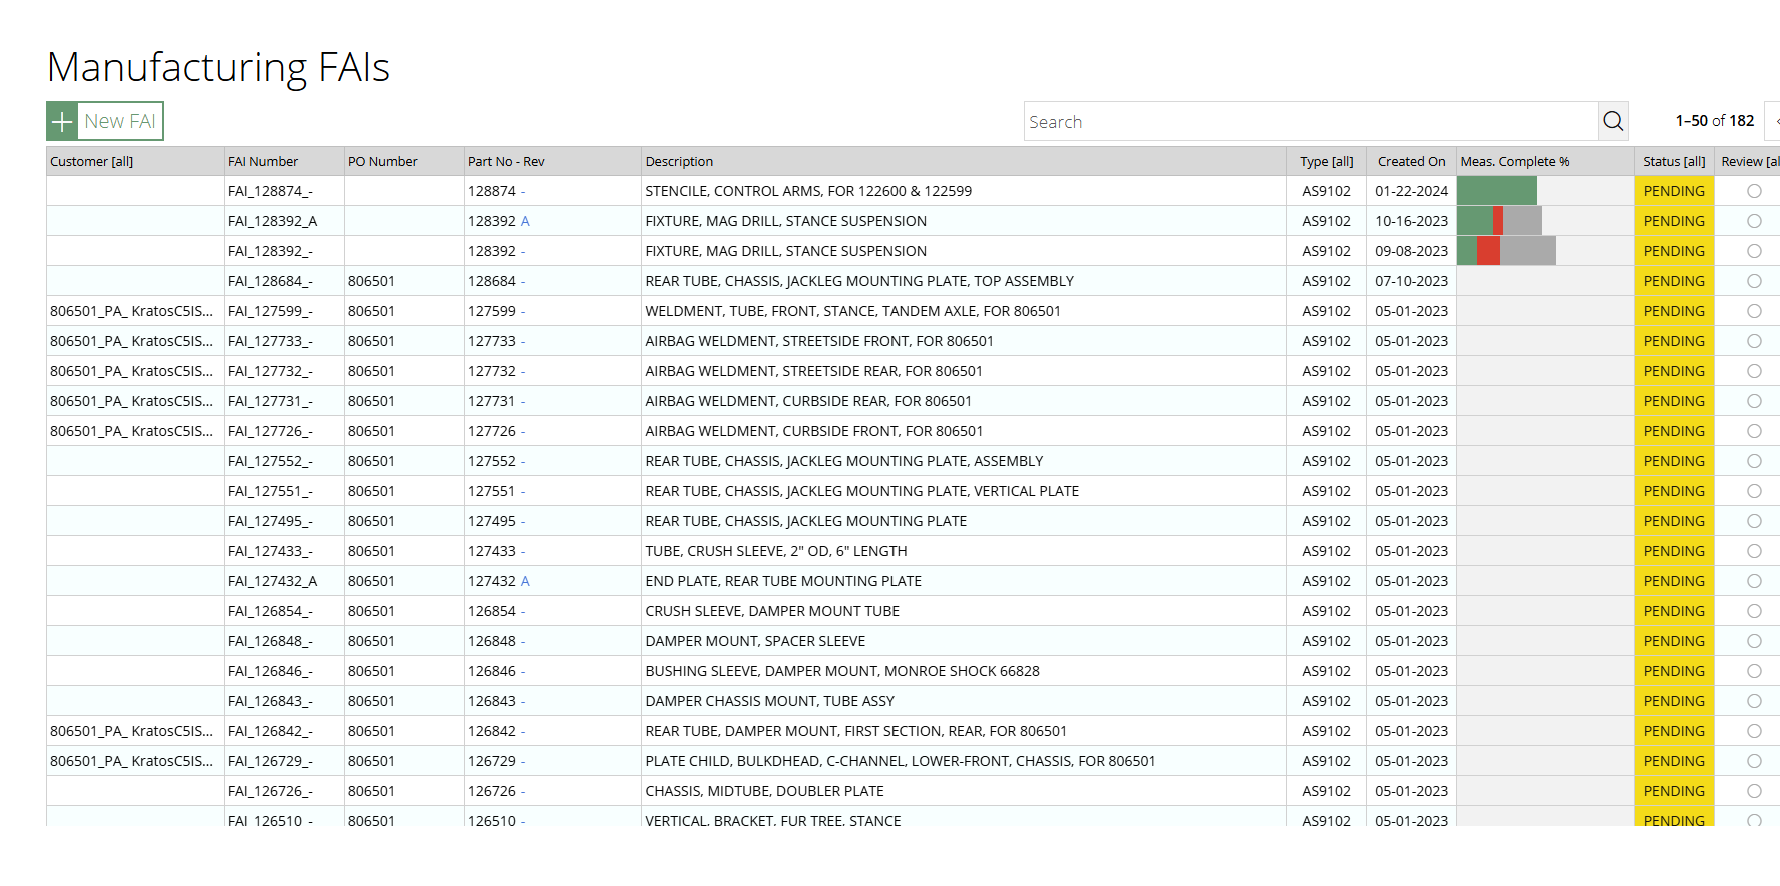 Manufacturing FAIs
New FAI
Search
1–50 of 182
Customer [all] FAI Number PO Number Part No - Rev Description Type [all] Created On Meas. Complete % Status [all] Review [al
FAI_128874_- 128874 - STENCILE, CONTROL ARMS, FOR 122600 & 122599 AS9102 01-22-2024 PENDING
FAI_128392_A 128392 A FIXTURE, MAG DRILL, STANCE SUSPENSION AS9102 10-16-2023 PENDING
FAI_128392_- 128392 - FIXTURE, MAG DRILL, STANCE SUSPENSION AS9102 09-08-2023 PENDING
FAI_128684_- 806501 128684 - REAR TUBE, CHASSIS, JACKLEG MOUNTING PLATE, TOP ASSEMBLY AS9102 07-10-2023 PENDING
806501_PA_ KratosC5IS... FAI_127599_- 806501 127599 - WELDMENT, TUBE, FRONT, STANCE, TANDEM AXLE, FOR 806501 AS9102 05-01-2023 PENDING
806501_PA_ KratosC5IS... FAI_127733_- 806501 127733 - AIRBAG WELDMENT, STREETSIDE FRONT, FOR 806501 AS9102 05-01-2023 PENDING
806501_PA_ KratosC5IS... FAI_127732_- 806501 127732 - AIRBAG WELDMENT, STREETSIDE REAR, FOR 806501 AS9102 05-01-2023 PENDING
806501_PA_ KratosC5IS... FAI_127731_- 806501 127731 - AIRBAG WELDMENT, CURBSIDE REAR, FOR 806501 AS9102 05-01-2023 PENDING
806501_PA_ KratosC5IS... FAI_127726_- 806501 127726 - AIRBAG WELDMENT, CURBSIDE FRONT, FOR 806501 AS9102 05-01-2023 PENDING
FAI_127552_- 806501 127552 - REAR TUBE, CHASSIS, JACKLEG MOUNTING PLATE, ASSEMBLY AS9102 05-01-2023 PENDING
FAI_127551_- 806501 127551 - REAR TUBE, CHASSIS, JACKLEG MOUNTING PLATE, VERTICAL PLATE AS9102 05-01-2023 PENDING
FAI_127495_- 806501 127495 - REAR TUBE, CHASSIS, JACKLEG MOUNTING PLATE AS9102 05-01-2023 PENDING
FAI_127433_- 806501 127433 - TUBE, CRUSH SLEEVE, 2" OD, 6" LENGTH AS9102 05-01-2023 PENDING
FAI_127432_A 806501 127432 A END PLATE, REAR TUBE MOUNTING PLATE AS9102 05-01-2023 PENDING
FAI_126854_- 806501 126854 - CRUSH SLEEVE, DAMPER MOUNT TUBE AS9102 05-01-2023 PENDING
FAI_126848_- 806501 126848 - DAMPER MOUNT, SPACER SLEEVE AS9102 05-01-2023 PENDING
FAI_126846_- 806501 126846 - BUSHING SLEEVE, DAMPER MOUNT, MONROE SHOCK 66828 AS9102 05-01-2023 PENDING
FAI_126843_- 806501 126843 - DAMPER CHASSIS MOUNT, TUBE ASSY AS9102 05-01-2023 PENDING
806501_PA_ KratosC5IS... FAI_126842_- 806501 126842 - REAR TUBE, DAMPER MOUNT, FIRST SECTION, REAR, FOR 806501 AS9102 05-01-2023 PENDING
806501_PA_ KratosC5IS... FAI_126729_- 806501 126729 - PLATE CHILD, BULKDHEAD, C-CHANNEL, LOWER-FRONT, CHASSIS, FOR 806501 AS9102 05-01-2023 PENDING
FAI_126726_- 806501 126726 - CHASSIS, MIDTUBE, DOUBLER PLATE AS9102 05-01-2023 PENDING
FAI_126510_- 806501 126510 - VERTICAL, BRACKET, FUR TREE, STANCE AS9102 05-01-2023 PENDING